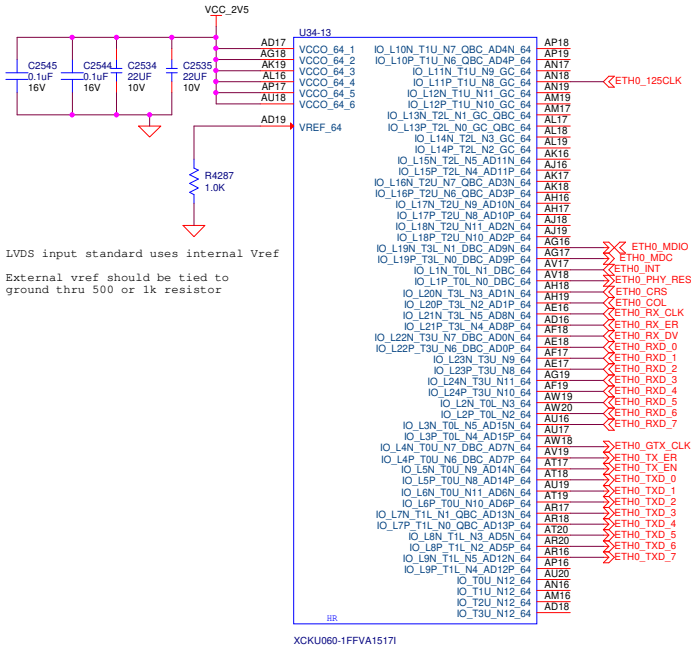 VCC_2V5
U34-13
C2545
0.1uF
16V
C2544
0.1uF
16V
C2534
22UF
10V
C2535
22UF
10V
AD17 VCCO_64_1
AG18 VCCO_64_2
AK19 VCCO_64_3
AL16 VCCO_64_4
AP17 VCCO_64_5
AU18 VCCO_64_6
AD19 VREF_64
R4287
1.0K
LVDS input standard uses internal Vref
External vref should be tied to
ground thru 500 or 1k resistor
IO_L10N_T1U_N7_QBC_AD4N_64 AP18
IO_L10P_T1U_N6_QBC_AD4P_64 AP19
IO_L11N_T1U_N9_GC_64 AN17
IO_L11P_T1U_N8_GC_64 AN18 ETH0_125CLK
IO_L12N_T1U_N11_GC_64 AN19
IO_L12P_T1U_N10_GC_64 AM19
IO_L13N_T2L_N1_GC_QBC_64 AM17
IO_L13P_T2L_N0_GC_QBC_64 AL17
IO_L14N_T2L_N3_GC_64 AL18
IO_L14P_T2L_N2_GC_64 AL19
IO_L15N_T2L_N5_AD11N_64 AK16
IO_L15P_T2L_N4_AD11P_64 AJ16
IO_L16N_T2U_N7_QBC_AD3N_64 AK17
IO_L16P_T2U_N6_QBC_AD3P_64 AK18
IO_L17N_T2U_N9_AD10N_64 AH16
IO_L17P_T2U_N8_AD10P_64 AH17
IO_L18N_T2U_N11_AD2N_64 AJ18
IO_L18P_T2U_N10_AD2P_64 AJ19
IO_L19N_T3L_N1_DBC_AD9N_64 AG16 ETH0_MDIO
IO_L19P_T3L_N0_DBC_AD9P_64 AG17 ETH0_MDC
IO_L1N_T0L_N1_DBC_64 AV17 ETH0_INT
IO_L1P_T0L_N0_DBC_64 AV18 ETH0_PHY_RES
IO_L20N_T3L_N3_AD1N_64 AH18 ETH0_CRS
IO_L20P_T3L_N2_AD1P_64 AH19 ETH0_COL
IO_L21N_T3L_N5_AD8N_64 AE16 ETH0_RX_CLK
IO_L21P_T3L_N4_AD8P_64 AD16 ETH0_RX_ER
IO_L22N_T3U_N7_DBC_AD0N_64 AF18 ETH0_RX_DV
IO_L22P_T3U_N6_DBC_AD0P_64 AE18 ETH0_RXD_0
IO_L23N_T3U_N9_64 AF17 ETH0_RXD_1
IO_L23P_T3U_N8_64 AE17 ETH0_RXD_2
IO_L24N_T3U_N11_64 AG19 ETH0_RXD_3
IO_L24P_T3U_N10_64 AF19 ETH0_RXD_4
IO_L2N_T0L_N3_64 AW19 ETH0_RXD_5
IO_L2P_T0L_N2_64 AW20 ETH0_RXD_6
IO_L3N_T0L_N5_AD15N_64 AU16 ETH0_RXD_7
IO_L3P_T0L_N4_AD15P_64 AU17
IO_L4N_T0U_N7_DBC_AD7N_64 AW18 ETH0_GTX_CLK
IO_L4P_T0U_N6_DBC_AD7P_64 AV19 ETH0_TX_ER
IO_L5N_T0U_N9_AD14N_64 AT17 ETH0_TX_EN
IO_L5P_T0U_N8_AD14P_64 AT18 ETH0_TXD_0
IO_L6N_T0U_N11_AD6N_64 AU19 ETH0_TXD_1
IO_L6P_T0U_N10_AD6P_64 AT19 ETH0_TXD_2
IO_L7N_T1L_N1_QBC_AD13N_64 AR17 ETH0_TXD_3
IO_L7P_T1L_N0_QBC_AD13P_64 AR18 ETH0_TXD_4
IO_L8N_T1L_N3_AD5N_64 AT20 ETH0_TXD_5
IO_L8P_T1L_N2_AD5P_64 AR20 ETH0_TXD_6
IO_L9N_T1L_N5_AD12N_64 AR16 ETH0_TXD_7
IO_L9P_T1L_N4_AD12P_64 AP16
IO_T0U_N12_64 AU20
IO_T1U_N12_64 AN16
IO_T2U_N12_64 AM16
IO_T3U_N12_64 AD18
HR
XCKU060-1FFVA1517I